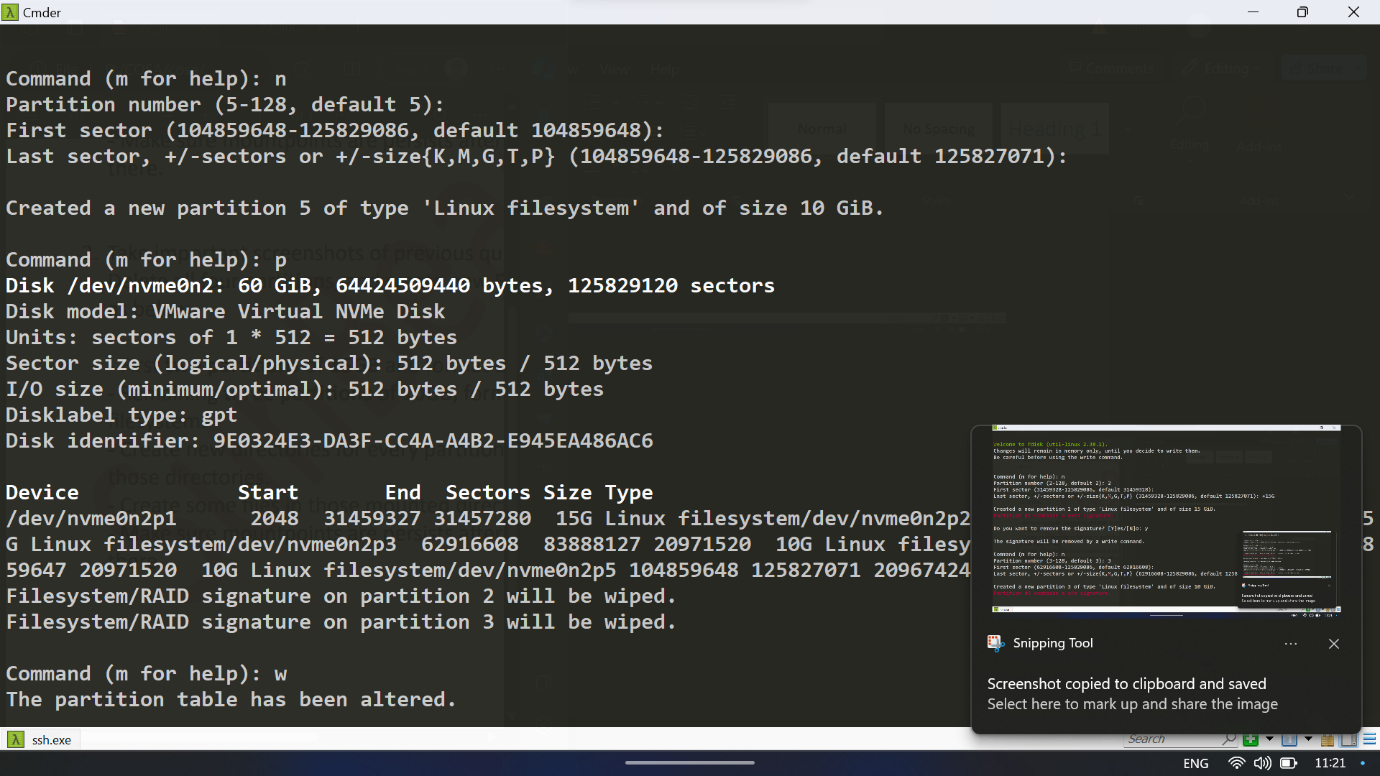 Cmder
Command (m for help): n
Partition number (5-128, default 5):
First sector (104859648-125829086, default 104859648):
Last sector, +/-sectors or +/-size{K,M,G,T,P} (104859648-125829086, default 125827071):
Created a new partition 5 of type 'Linux filesystem' and of size 10 GiB.
Command (m for help): p
Disk /dev/nvme0n2: 60 GiB, 64424509440 bytes, 125829120 sectors
Disk model: VMware Virtual NVMe Disk
Units: sectors of 1 * 512 = 512 bytes
Sector size (logical/physical): 512 bytes / 512 bytes
I/O size (minimum/optimal): 512 bytes / 512 bytes
Disklabel type: gpt
Disk identifier: 9E0324E3-DA3F-CC4A-A4B2-E945EA486AC6
Device Start End Sectors Size Type
/dev/nvme0n2p1 2048 31459327 31457280 15G Linux filesystem/dev/nvme0n2p2 5
G Linux filesystem/dev/nvme0n2p3 62916608 83888127 20971520 10G Linux filesy 8
59647 20971520 10G Linux filesystem/dev/nvme0n2p5 104859648 125827071 20967424
Filesystem/RAID signature on partition 2 will be wiped.
Filesystem/RAID signature on partition 3 will be wiped.
Command (m for help): w
The partition table has been altered.
Snipping Tool
Screenshot copied to clipboard and saved
Select here to mark up and share the image
ssh.exe
Search
ENG
11:21